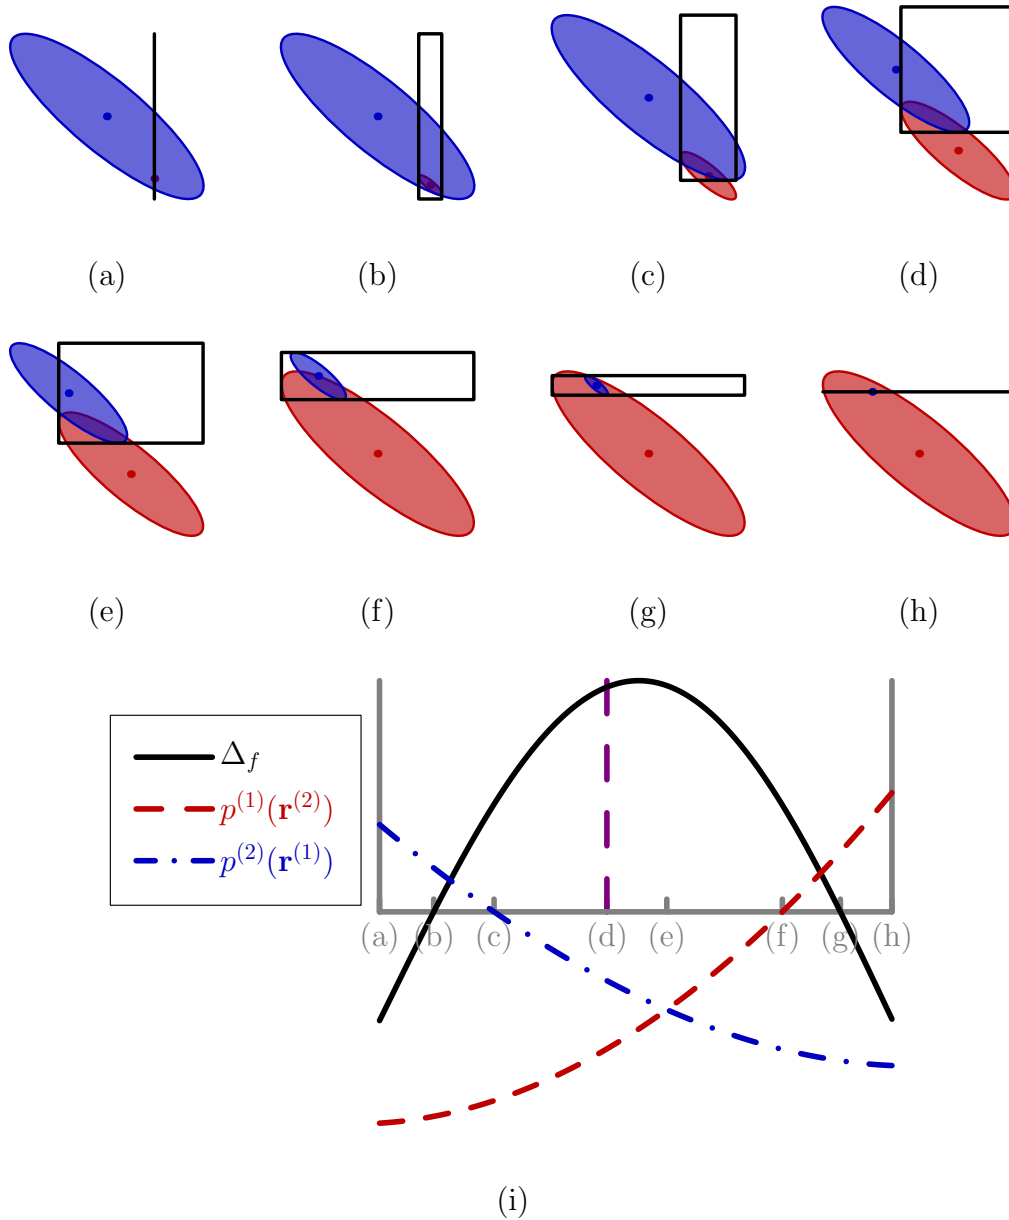 (a) (b) (c) (d)
(e) (f) (g) (h)
Δ_f
p^{(1)}(𝐫^{(2)})
p^{(2)}(𝐫^{(1)})
(a) (b) (c) (d) (e) (f) (g) (h)
(i)